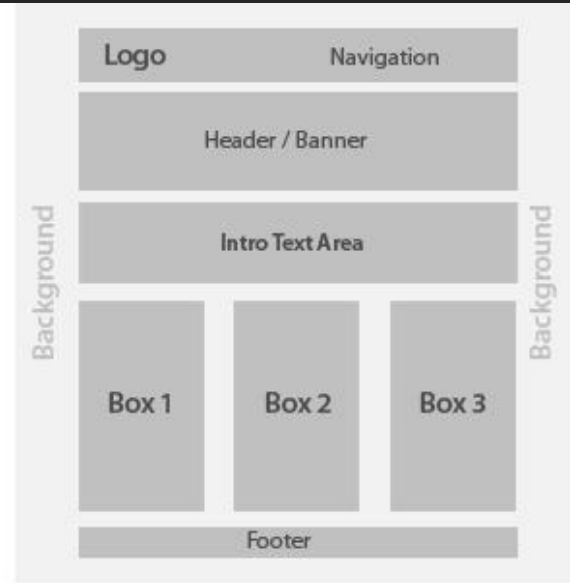 Logo
Navigation
Header / Banner
Background
Intro Text Area
Background
Box 1
Box 2
Box 3
Footer